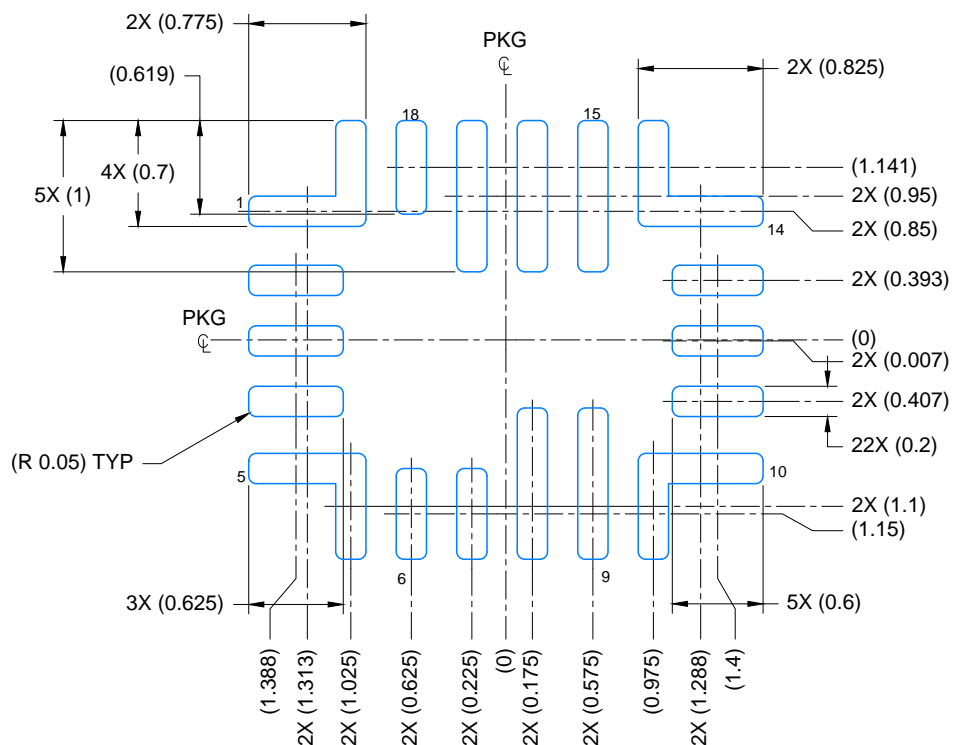 2X (0.775)
PKG
℄
(0.619)
2X (0.825)
18
15
4X (0.7)
(1.141)
5X (1)
2X (0.95)
1
14
2X (0.85)
2X (0.393)
PKG
℄
(0)
2X (0.007)
2X (0.407)
22X (0.2)
(R 0.05) TYP
5
10
2X (1.1)
(1.15)
6
9
3X (0.625)
5X (0.6)
(1.388)
2X (1.313)
2X (1.025)
2X (0.625)
2X (0.225)
(0)
2X (0.175)
2X (0.575)
(0.975)
2X (1.288)
(1.4)